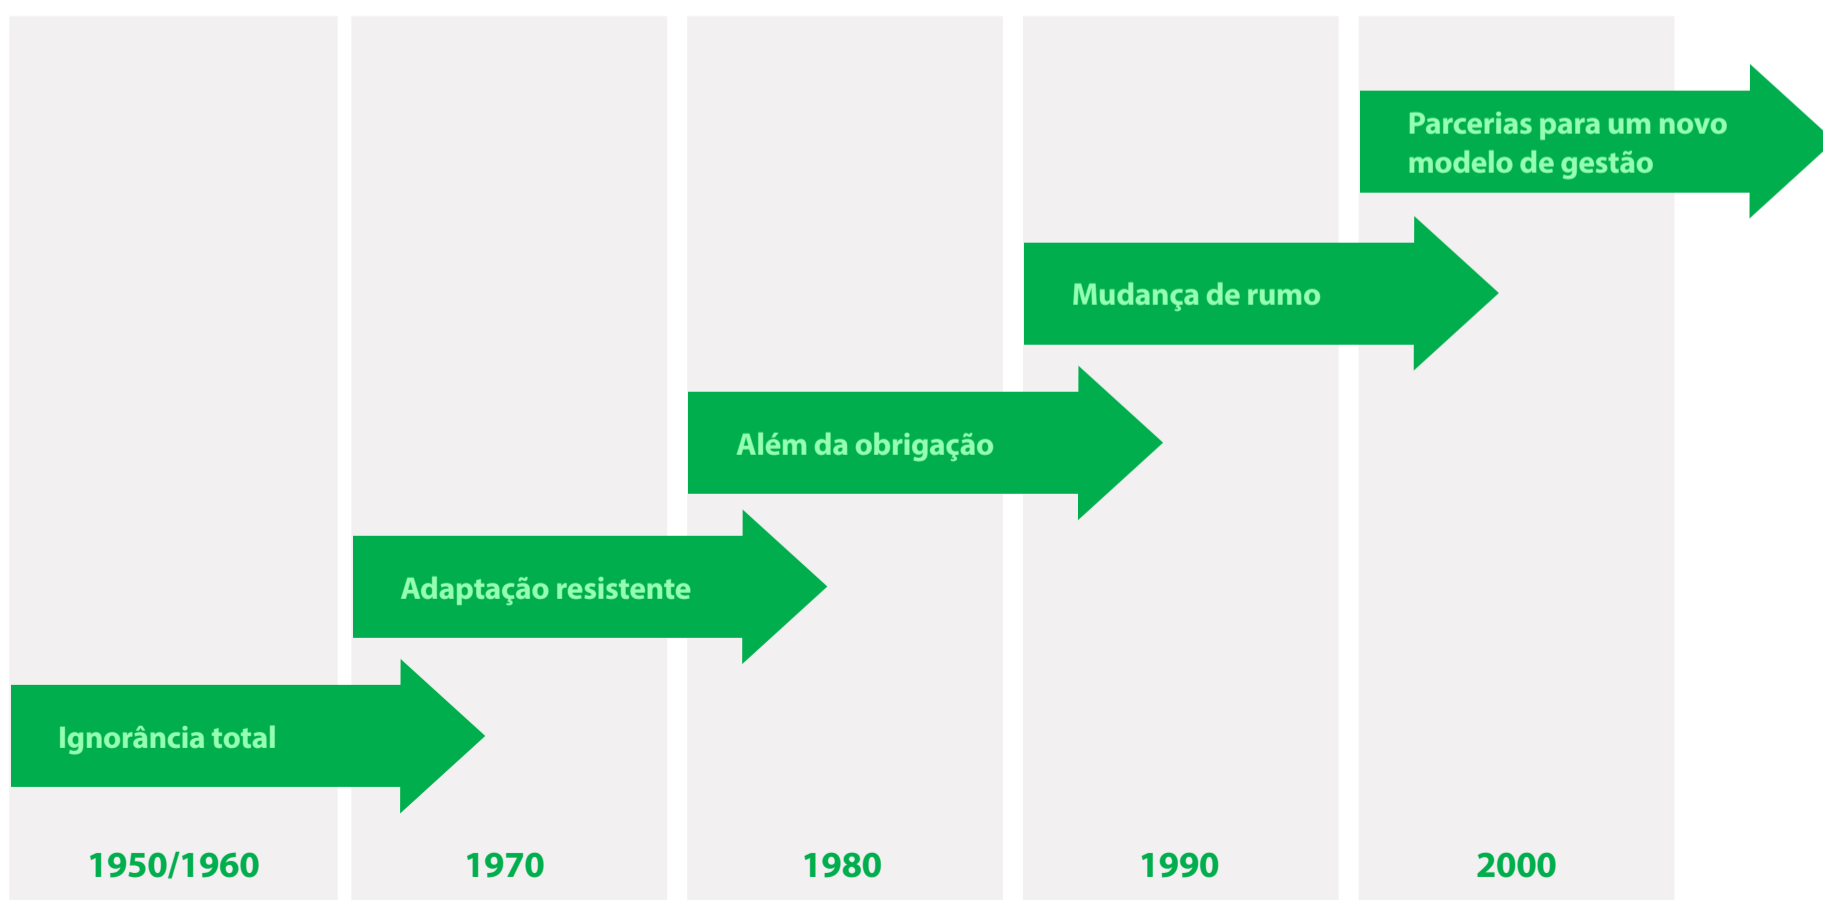 Parcerias para um novo
modelo de gestão
Mudança de rumo
Além da obrigação
Adaptação resistente
Ignorância total
1950/1960
1970
1980
1990
2000